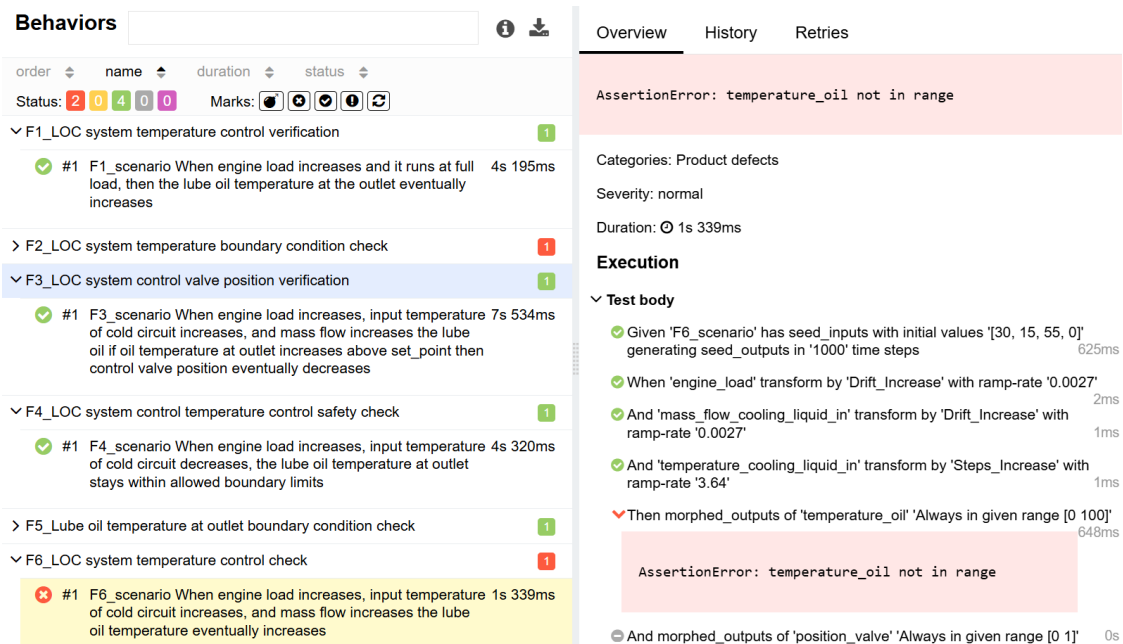 Behaviors
order name duration status
Status: 2 0 4 0 0 Marks:
F1_LOC system temperature control verification 1
#1 F1_scenario When engine load increases and it runs at full 4s 195ms
load, then the lube oil temperature at the outlet eventually
increases
F2_LOC system temperature boundary condition check 1
F3_LOC system control valve position verification 1
#1 F3_scenario When engine load increases, input temperature 7s 534ms
of cold circuit increases, and mass flow increases the lube
oil if oil temperature at outlet increases above set_point then
control valve position eventually decreases
F4_LOC system control temperature control safety check 1
#1 F4_scenario When engine load increases, input temperature 4s 320ms
of cold circuit decreases, the lube oil temperature at outlet
stays within allowed boundary limits
F5_Lube oil temperature at outlet boundary condition check 1
F6_LOC system temperature control check 1
#1 F6_scenario When engine load increases, input temperature 1s 339ms
of cold circuit increases, and mass flow increases the lube
oil temperature eventually increases
Overview History Retries
AssertionError: temperature_oil not in range
Categories: Product defects
Severity: normal
Duration: 1s 339ms
Execution
Test body
Given 'F6_scenario' has seed_inputs with initial values '[30, 15, 55, 0]'
generating seed_outputs in '1000' time steps 625ms
When 'engine_load' transform by 'Drift_Increase' with ramp-rate '0.0027'
2ms
And 'mass_flow_cooling_liquid_in' transform by 'Drift_Increase' with
ramp-rate '0.0027' 1ms
And 'temperature_cooling_liquid_in' transform by 'Steps_Increase' with
ramp-rate '3.64' 1ms
Then morphed_outputs of 'temperature_oil' 'Always in given range [0 100]'
648ms
AssertionError: temperature_oil not in range
And morphed_outputs of 'position_valve' 'Always in given range [0 1]' 0s